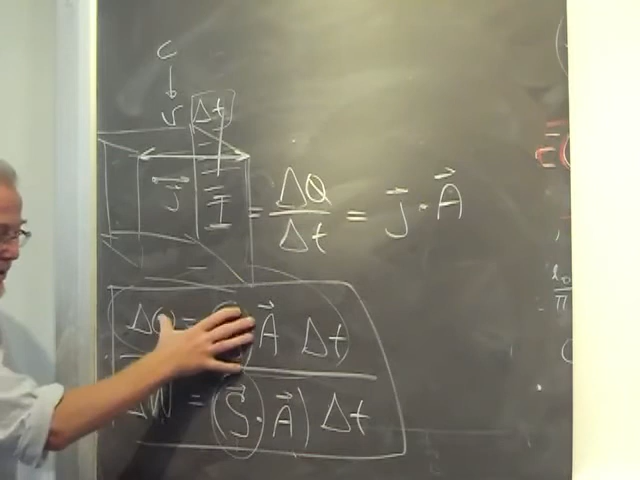 C
↓
v Δt
j⃗
I = ΔQ/Δt = j⃗ · A⃗
ΔQ = A⃗ Δt
ΔW = (S⃗ · A⃗) Δt